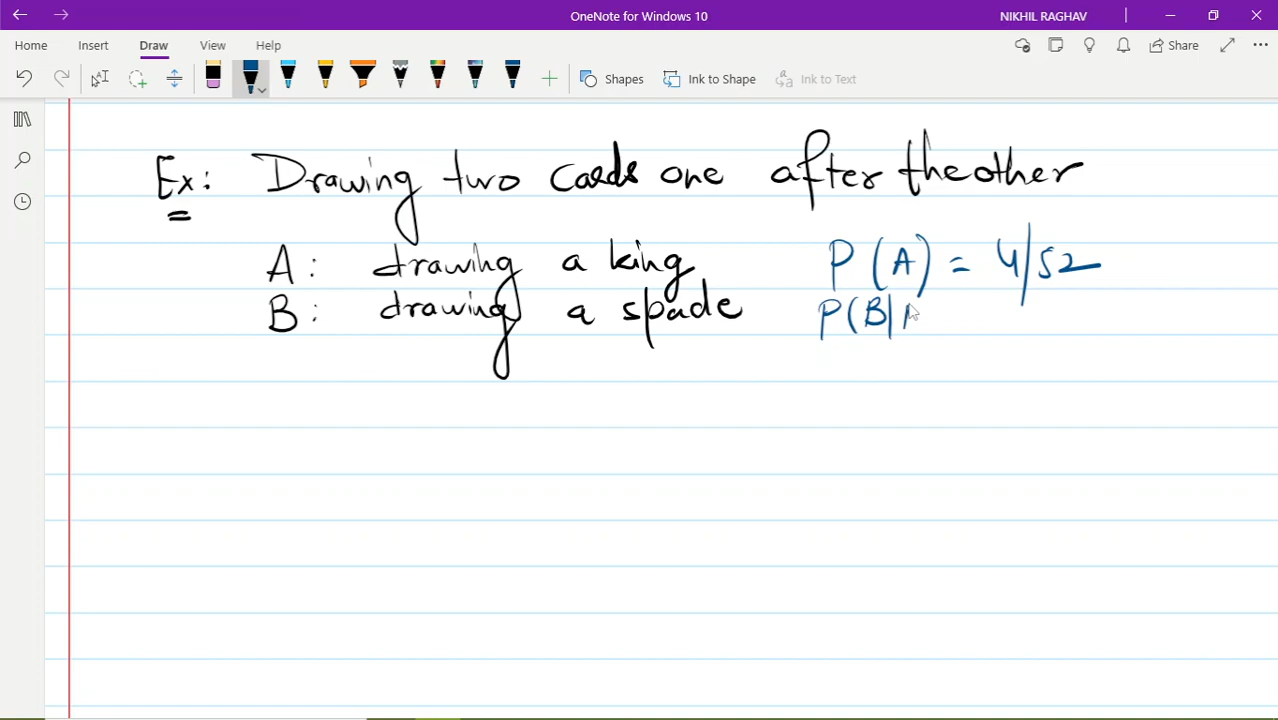 OneNote for Windows 10
NIKHIL RAGHAV
Home Insert Draw View Help
Share
Shapes Ink to Shape Ink to Text
Ex: Drawing two cards one after the other
A: drawing a king P(A) = 4/52
B: drawing a spade P(B|